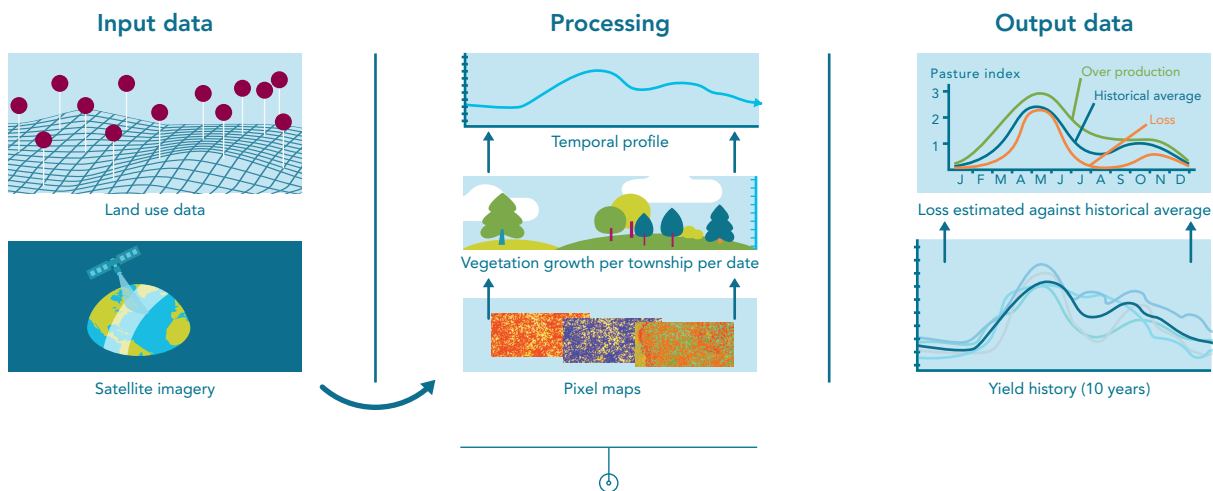 Input data
Land use data
Satellite imagery
Processing
Temporal profile
Vegetation growth per township per date
Pixel maps
Output data
Pasture index
Over production
Historical average
Loss
3
2
1
J F M A M J J A S O N D
Loss estimated against historical average
Yield history (10 years)